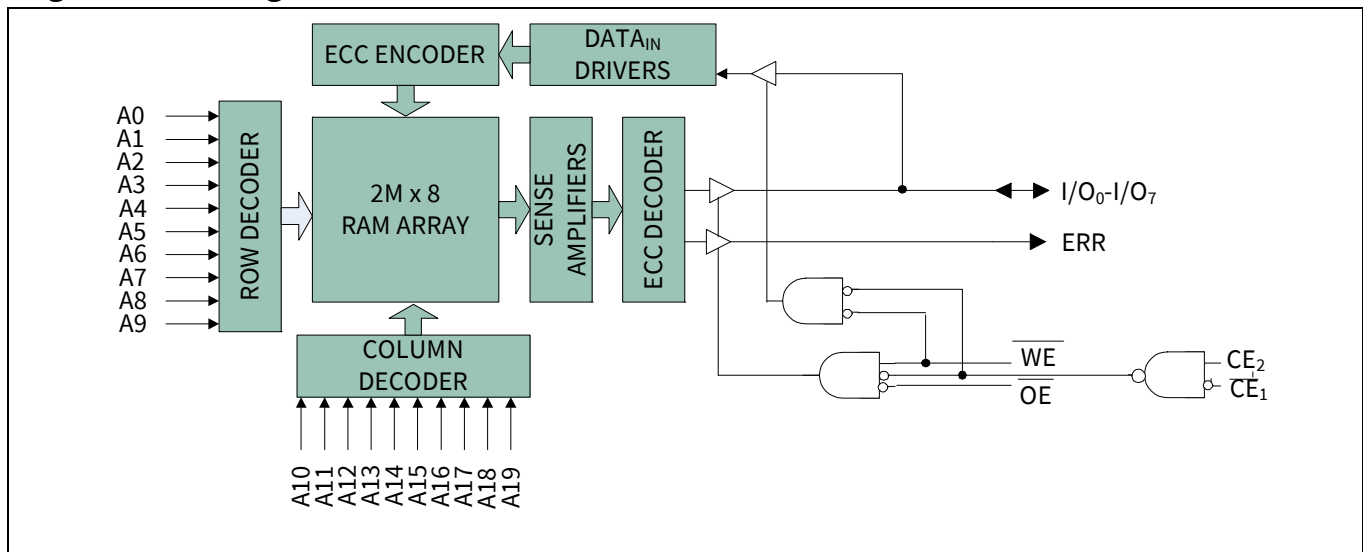 ECC ENCODER
DATA_IN
DRIVERS
A0
A1
A2
A3
A4
A5
A6
A7
A8
A9
ROW DECODER
2M x 8
RAM ARRAY
SENSE
AMPLIFIERS
ECC DECODER
I/O0-I/O7
ERR
COLUMN
DECODER
WE
OE
CE2
CE1
A10
A11
A12
A13
A14
A15
A16
A17
A18
A19